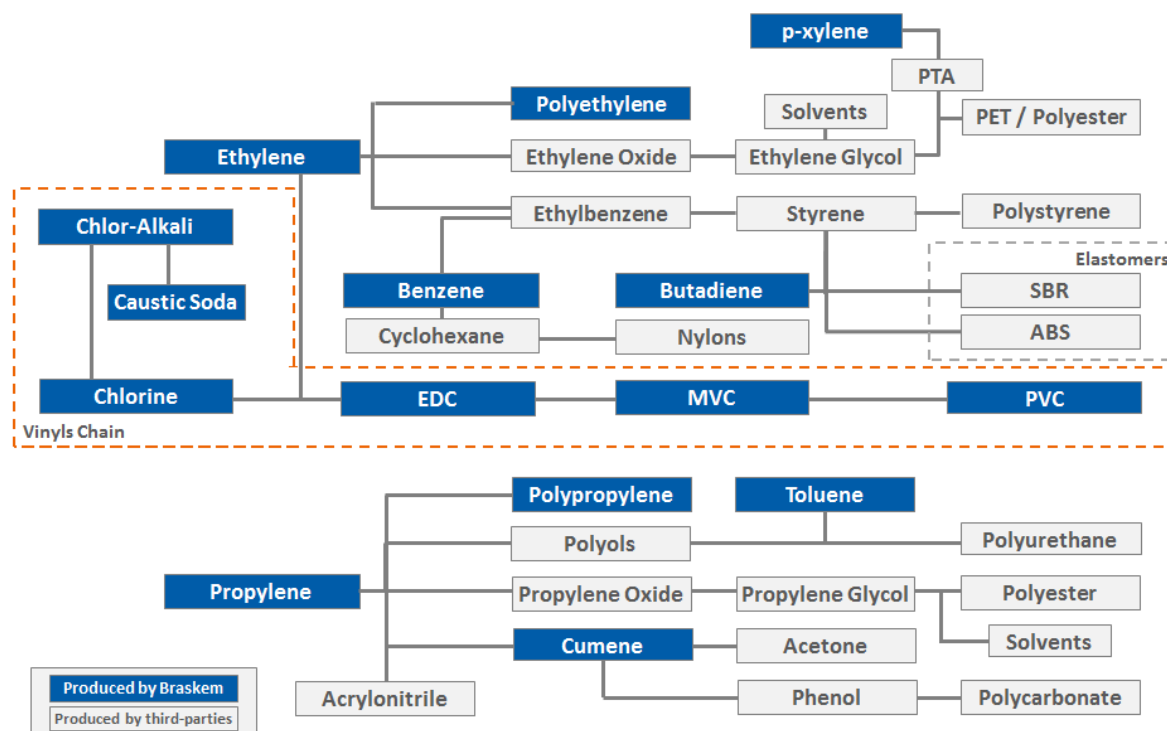 p-xylene
PTA
Polyethylene
Solvents
PET / Polyester
Ethylene
Ethylene Oxide
Ethylene Glycol
Chlor-Alkali
Ethylbenzene
Styrene
Polystyrene
Elastomers
Caustic Soda
Benzene
Butadiene
SBR
Cyclohexane
Nylons
ABS
Chlorine
EDC
MVC
PVC
Vinyls Chain
Polypropylene
Toluene
Polyols
Polyurethane
Propylene
Propylene Oxide
Propylene Glycol
Polyester
Cumene
Acetone
Solvents
Acrylonitrile
Phenol
Polycarbonate
Produced by Braskem
Produced by third-parties